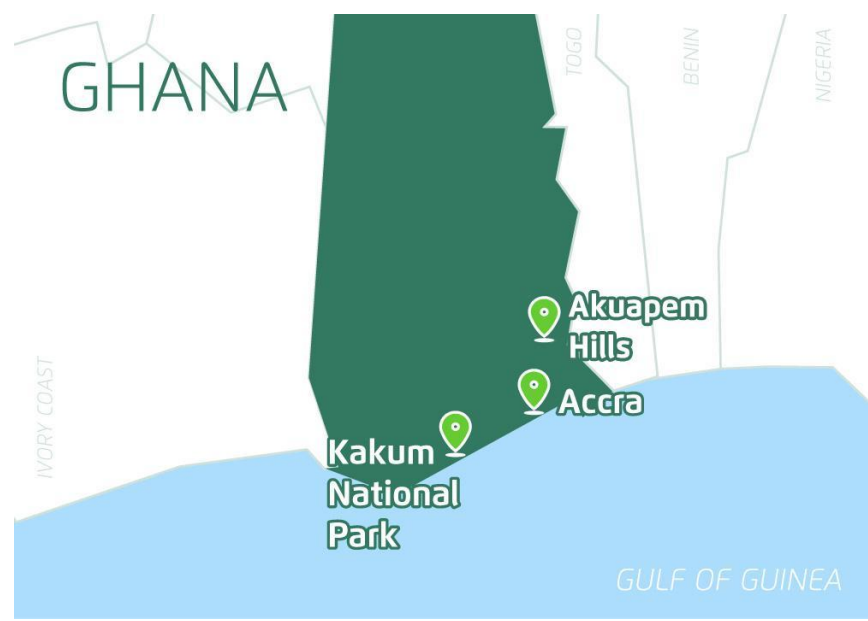 GHANA
TOGO
BENIN
NIGERIA
Akuapem
Hills
Accra
IVORY COAST
Kakum
National
Park
GULF OF GUINEA